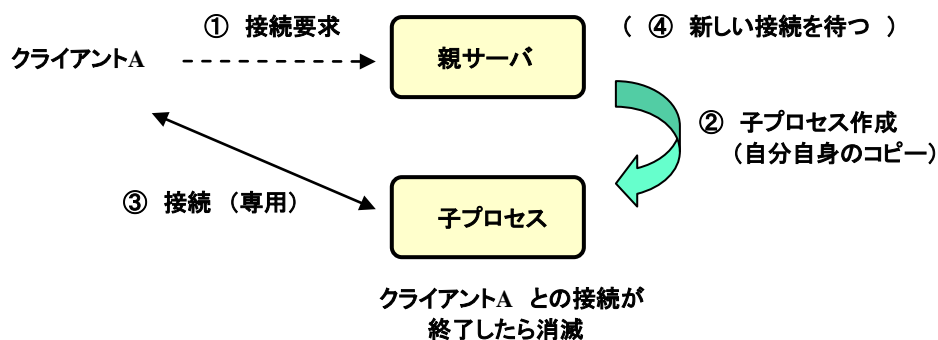 ① 接続要求
クライアントA
親サーバ
( ④ 新しい接続を待つ )
② 子プロセス作成
(自分自身のコピー)
③ 接続 (専用)
子プロセス
クライアントA との接続が
終了したら消滅